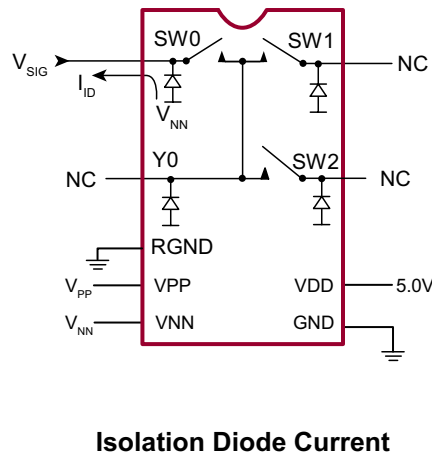 SW0 SW1
V_SIG NC
I_ID
V_NN
Y0 SW2
NC NC
RGND
V_PP VPP VDD 5.0V
V_NN VNN GND
Isolation Diode Current